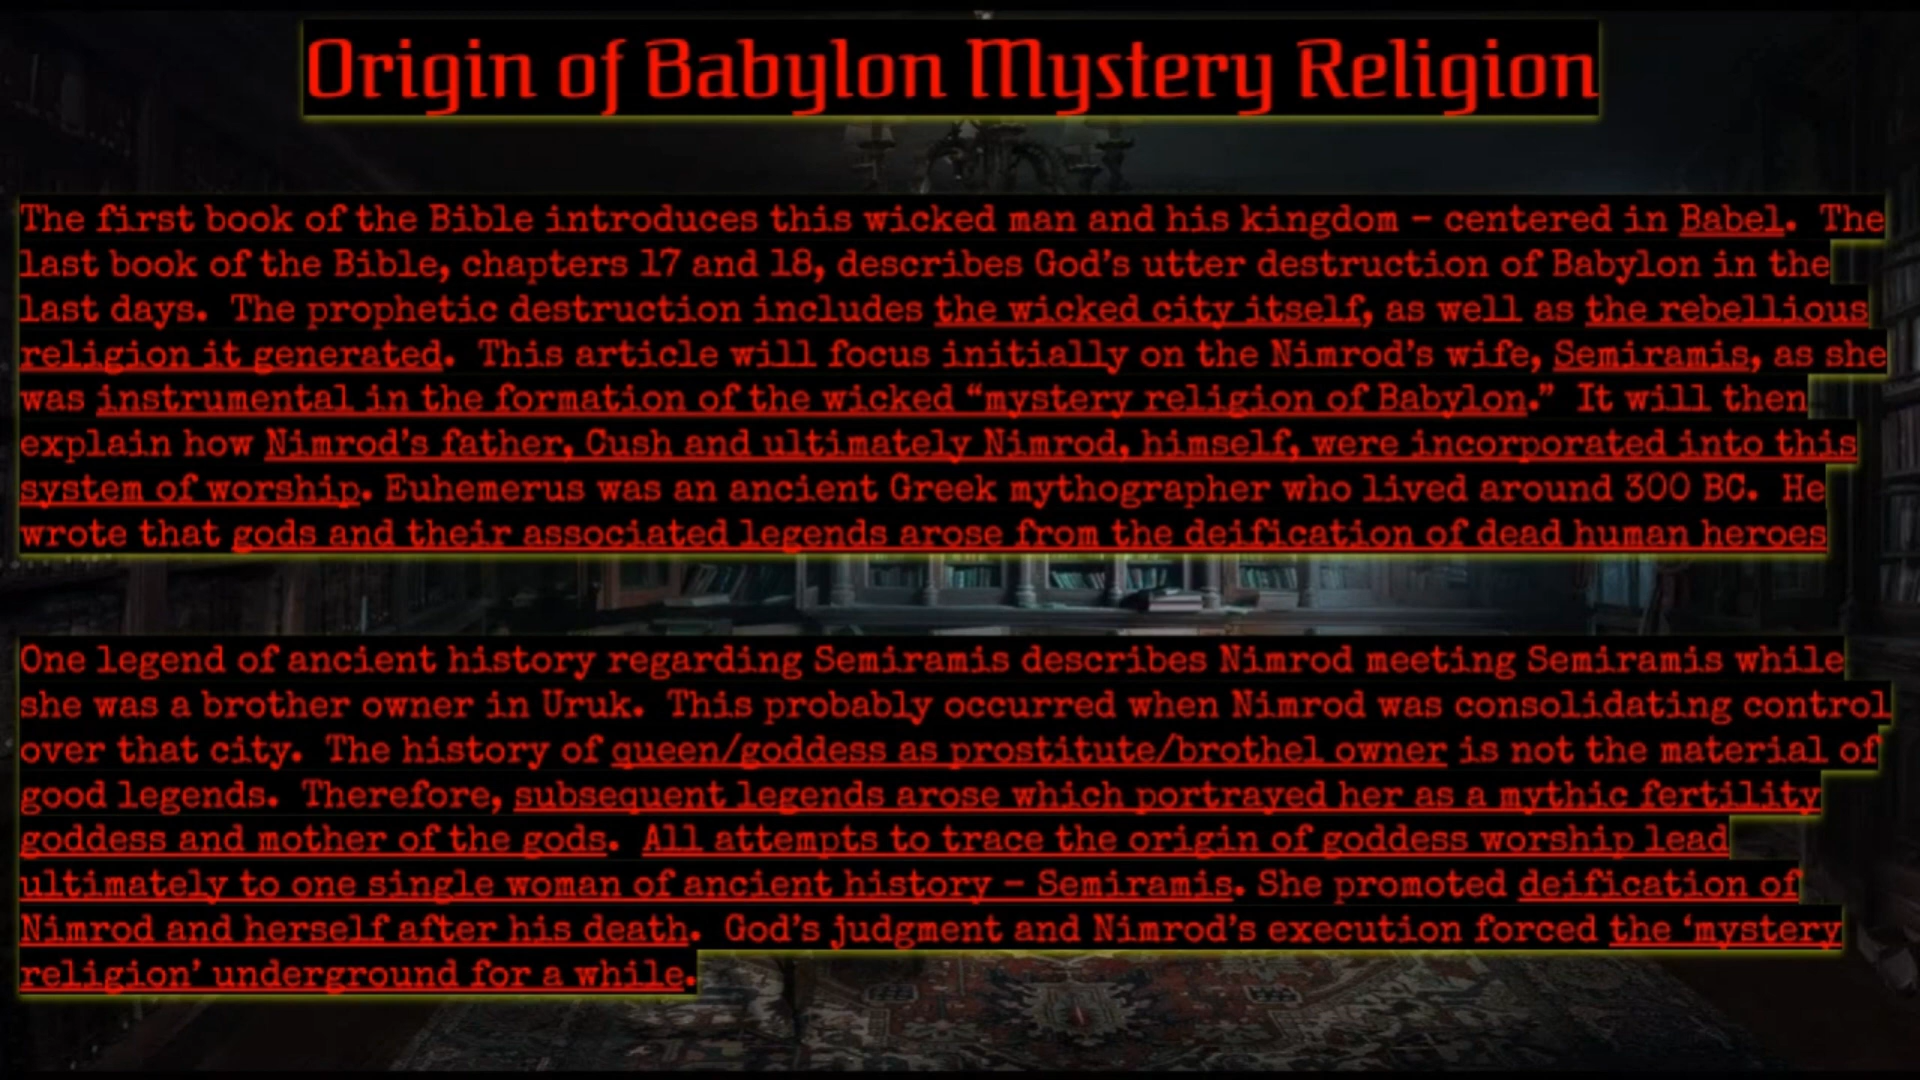 Origin of Babylon Mystery Religion
The first book of the Bible introduces this wicked man and his kingdom – centered in Babel.  The
last book of the Bible, chapters 17 and 18, describes God’s utter destruction of Babylon in the
last days.  The prophetic destruction includes the wicked city itself, as well as the rebellious
religion it generated.  This article will focus initially on the Nimrod’s wife, Semiramis, as she
was instrumental in the formation of the wicked “mystery religion of Babylon.”  It will then
explain how Nimrod’s father, Cush and ultimately Nimrod, himself, were incorporated into this
system of worship. Euhemerus was an ancient Greek mythographer who lived around 300 BC.  He
wrote that gods and their associated legends arose from the deification of dead human heroes
One legend of ancient history regarding Semiramis describes Nimrod meeting Semiramis while
she was a brother owner in Uruk.  This probably occurred when Nimrod was consolidating control
over that city.  The history of queen/goddess as prostitute/brothel owner is not the material of
good legends.  Therefore, subsequent legends arose which portrayed her as a mythic fertility
goddess and mother of the gods.  All attempts to trace the origin of goddess worship lead
ultimately to one single woman of ancient history – Semiramis. She promoted deification of
Nimrod and herself after his death.  God’s judgment and Nimrod’s execution forced the ‘mystery
religion’ underground for a while.